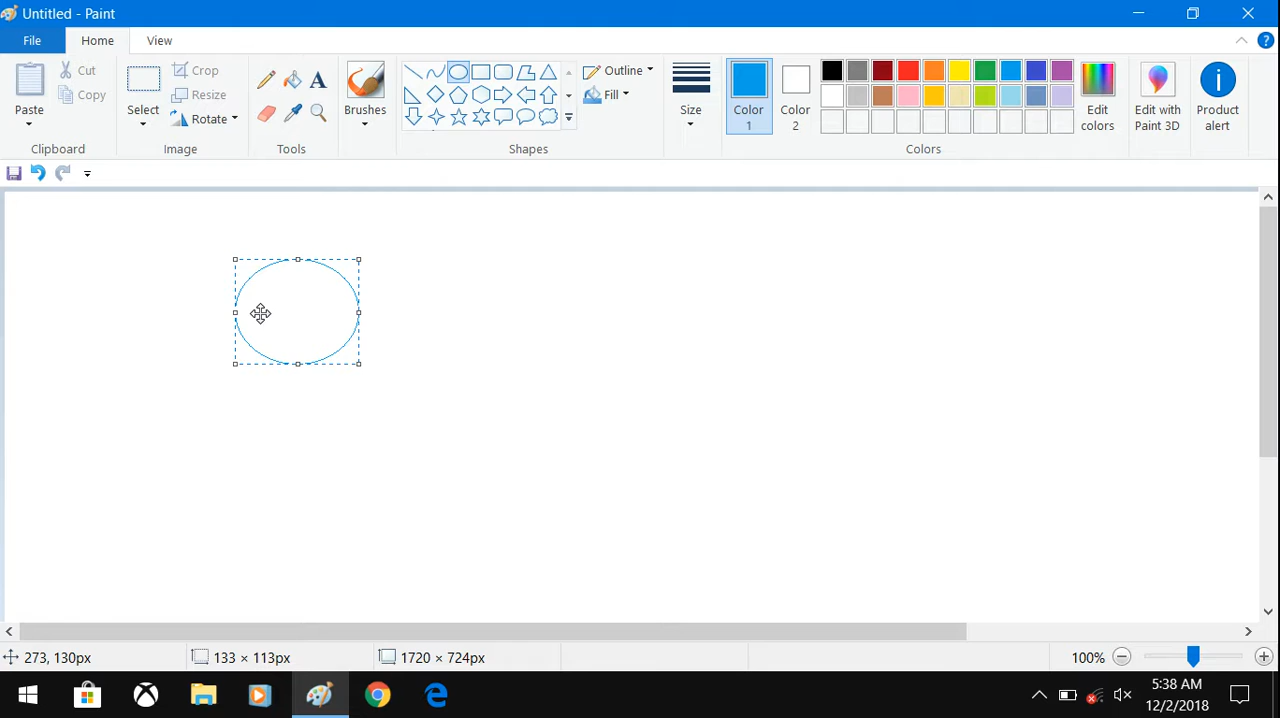 Untitled - Paint
File Home View
Paste
Cut
Copy
Clipboard
Select
Crop
Resize
Rotate
Image
A
Tools
Brushes
Outline
Fill
Shapes
Size
Color 1
Color 2
Colors
Edit colors
Edit with Paint 3D
Product alert
273, 130px 133 × 113px 1720 × 724px 100%
5:38 AM
12/2/2018